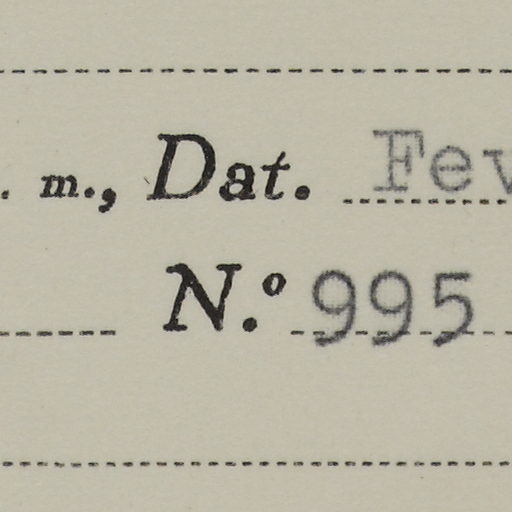 . m., Dat. Fev
N.º 995